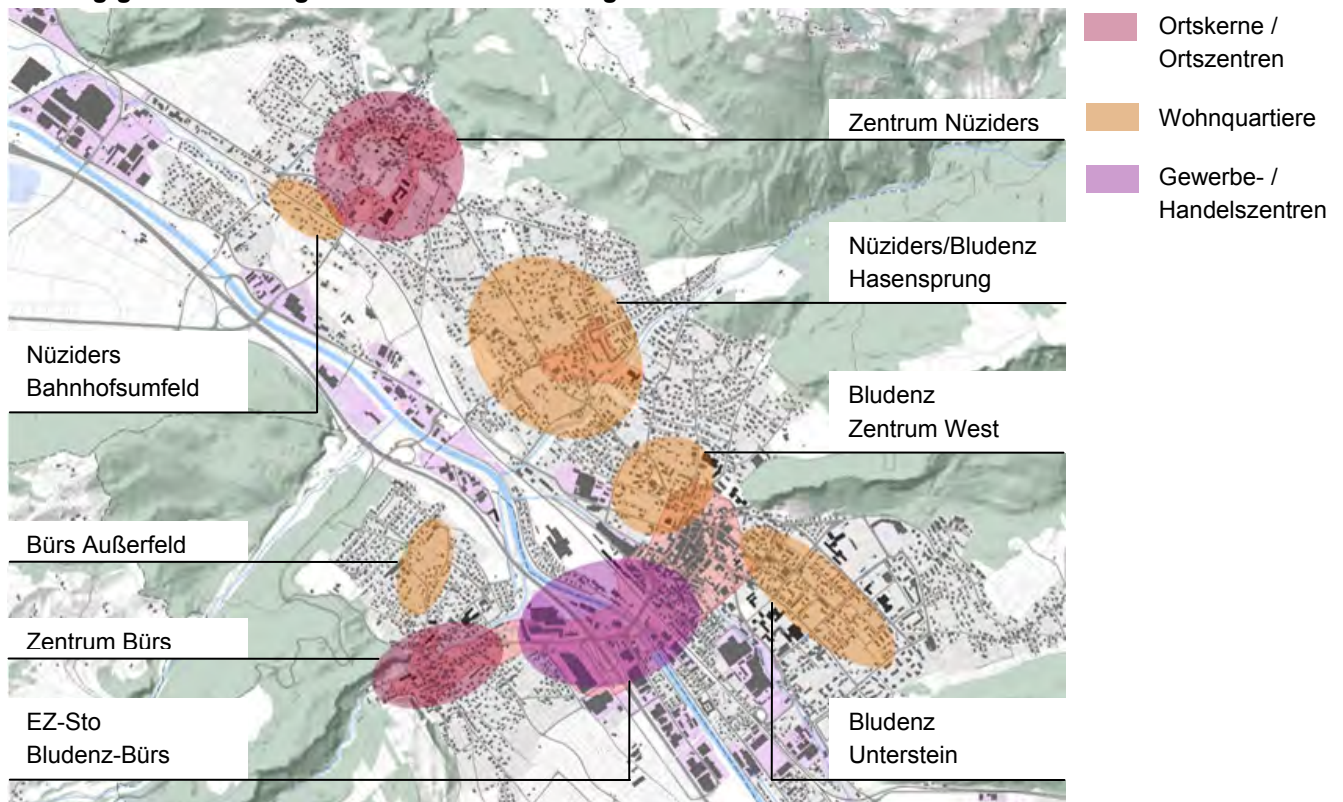 Ortskerne /
Ortszentren
Wohnquartiere
Gewerbe- /
Handelszentren
Zentrum Nüziders
Nüziders/Bludenz
Hasensprung
Nüziders
Bahnhofsumfeld
Bludenz
Zentrum West
Bürs Außerfeld
Zentrum Bürs
EZ-Sto
Bludenz-Bürs
Bludenz
Unterstein